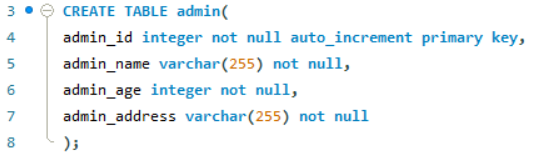 3 CREATE TABLE admin(
4 admin_id integer not null auto_increment primary key,
5 admin_name varchar(255) not null,
6 admin_age integer not null,
7 admin_address varchar(255) not null
8 );